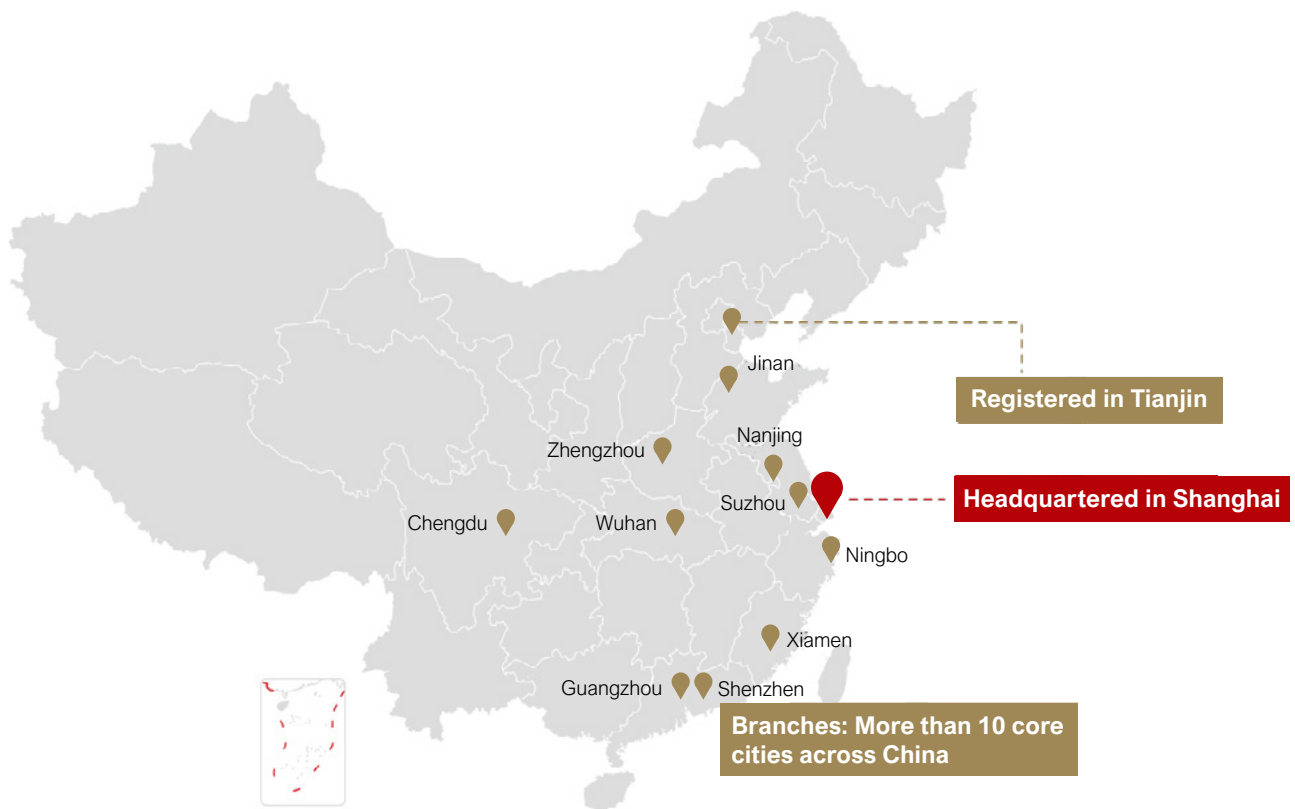 Jinan
Registered in Tianjin
Nanjing
Zhengzhou
Headquartered in Shanghai
Suzhou
Chengdu
Wuhan
Ningbo
Xiamen
Guangzhou
Shenzhen
Branches: More than 10 core
cities across China